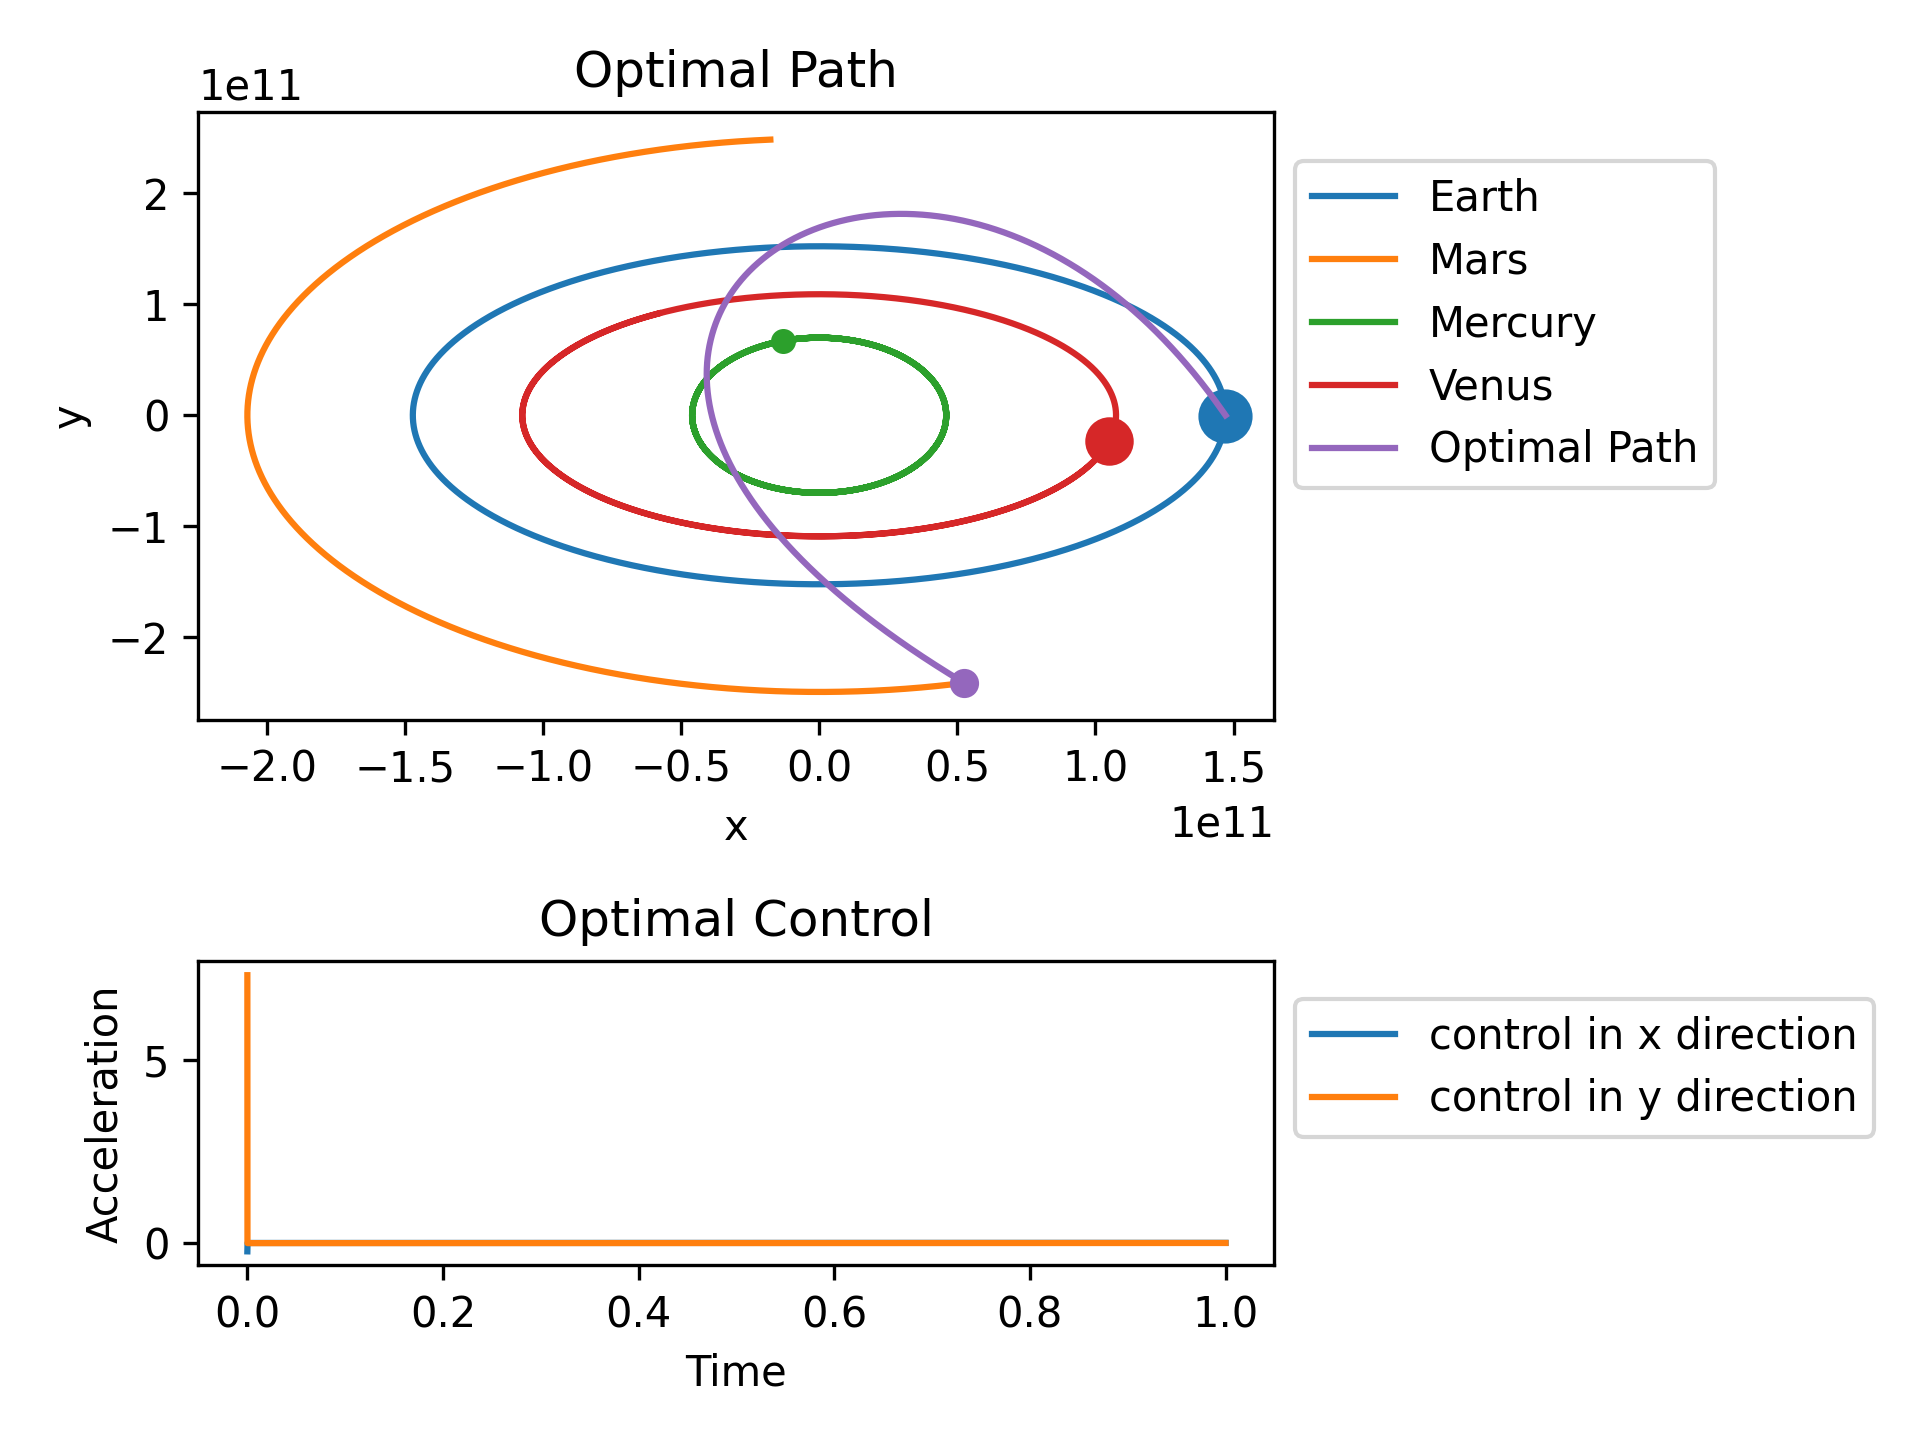 Optimal Path
1e11
2
1
0
−1
−2
y
−2.0 −1.5 −1.0 −0.5 0.0 0.5 1.0 1.5
x
1e11
Earth
Mars
Mercury
Venus
Optimal Path
Optimal Control
5
0
Acceleration
0.0 0.2 0.4 0.6 0.8 1.0
Time
control in x direction
control in y direction